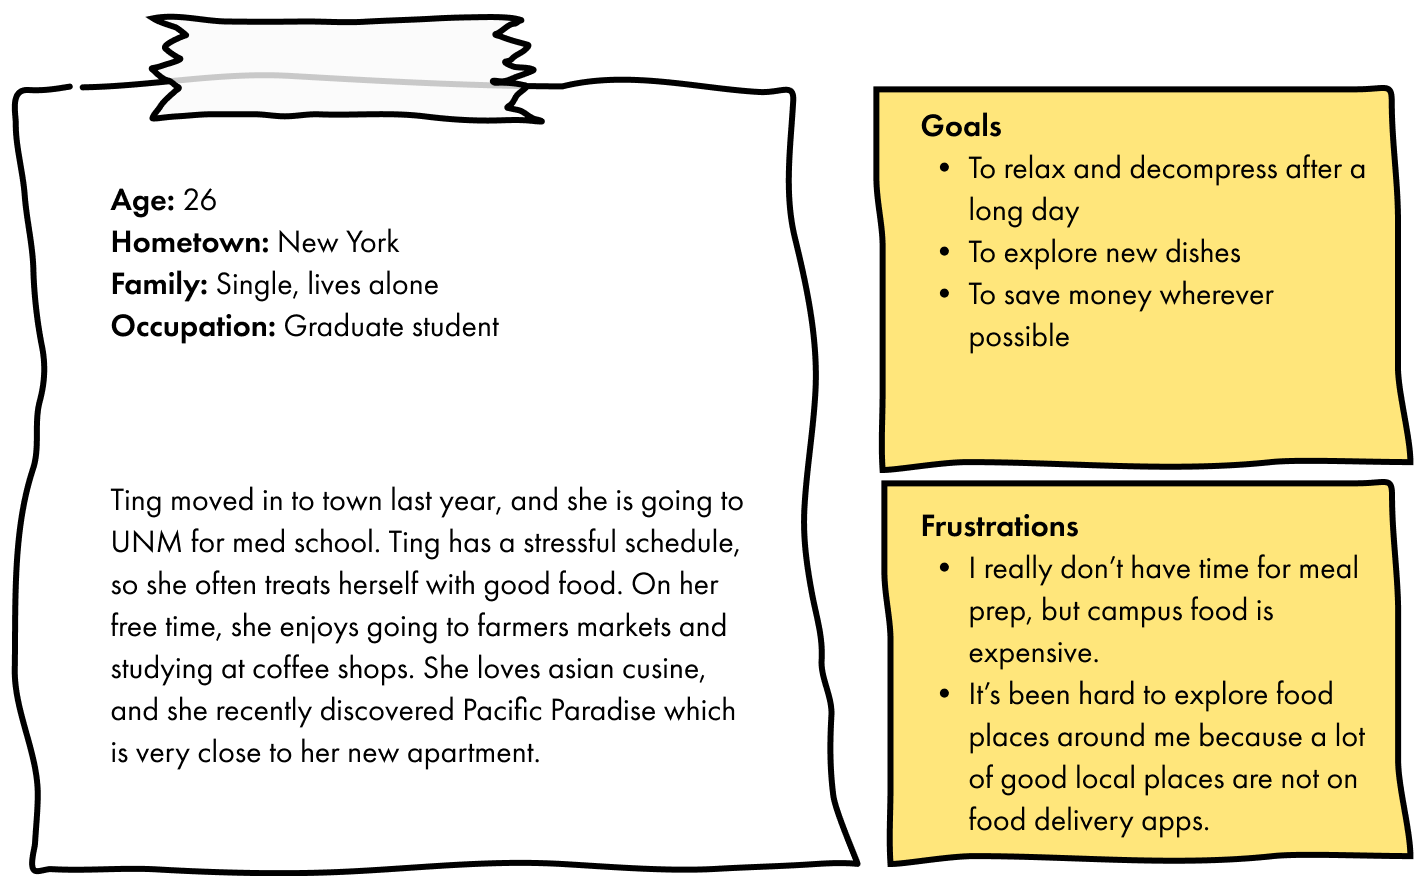 Age: 26
Hometown: New York
Family: Single, lives alone
Occupation: Graduate student
Ting moved in to town last year, and she is going to
UNM for med school. Ting has a stressful schedule,
so she often treats herself with good food. On her
free time, she enjoys going to farmers markets and
studying at coffee shops. She loves asian cusine,
and she recently discovered Pacific Paradise which
is very close to her new apartment.
Goals
• To relax and decompress after a
long day
• To explore new dishes
• To save money wherever
possible
Frustrations
• I really don’t have time for meal
prep, but campus food is
expensive.
• It’s been hard to explore food
places around me because a lot
of good local places are not on
food delivery apps.